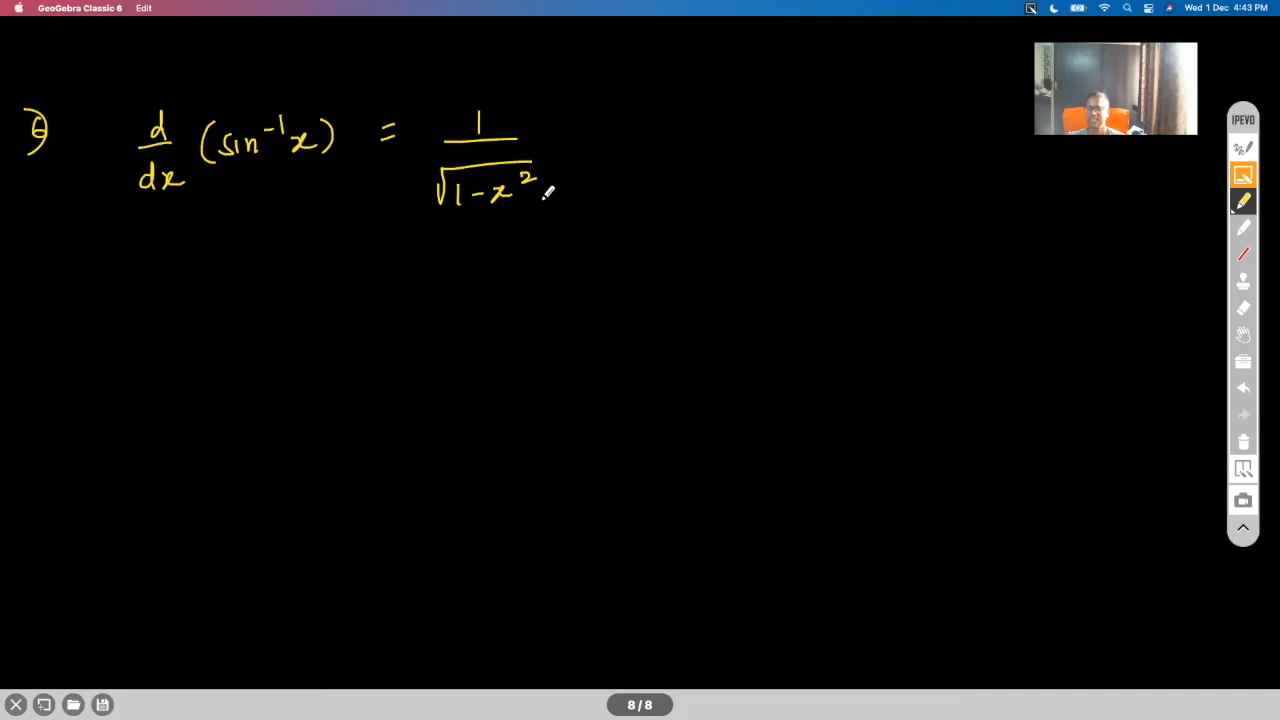 GeoGebra Classic 6 Edit Wed 1 Dec 4:43 PM
IPEVO
d/dx (sin⁻¹x) = 1/√(1-x²)
8/8